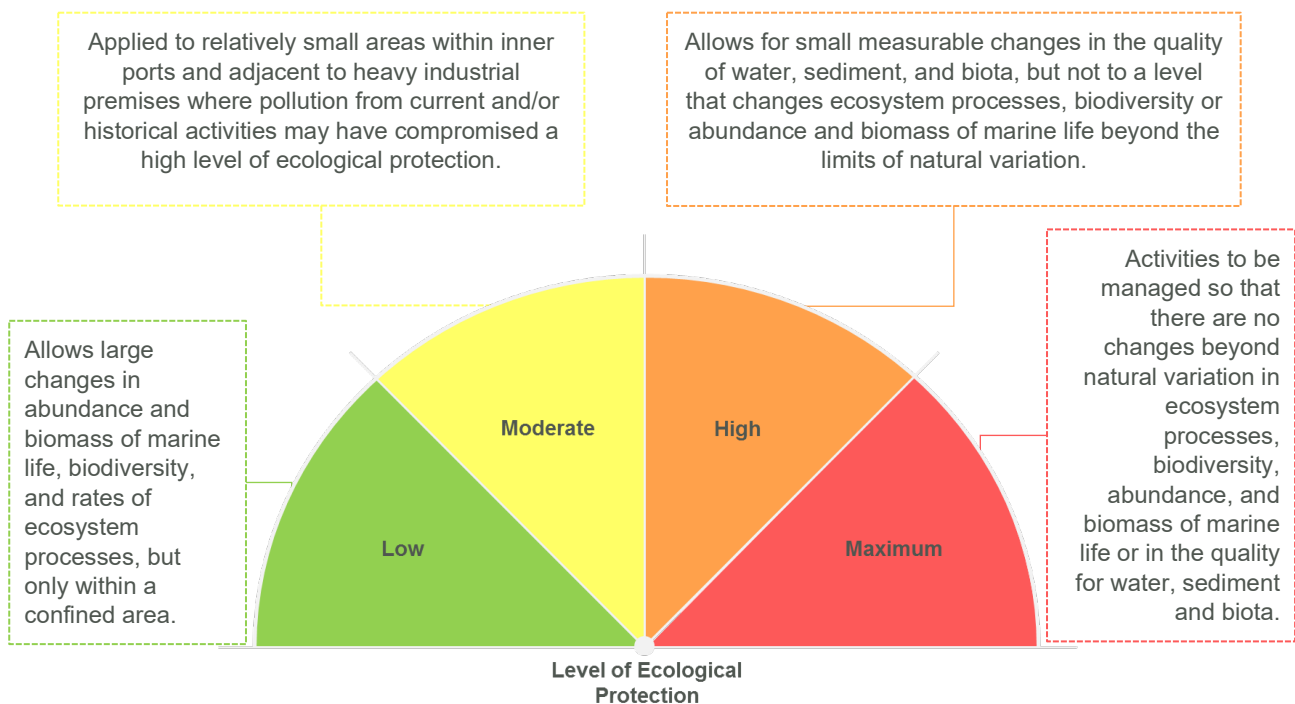 Applied to relatively small areas within inner
ports and adjacent to heavy industrial
premises where pollution from current and/or
historical activities may have compromised a
high level of ecological protection.
Allows for small measurable changes in the quality
of water, sediment, and biota, but not to a level
that changes ecosystem processes, biodiversity or
abundance and biomass of marine life beyond the
limits of natural variation.
Allows large
changes in
abundance and
biomass of marine
life, biodiversity,
and rates of
ecosystem
processes, but
only within a
confined area.
Activities to be
managed so that
there are no
changes beyond
natural variation in
ecosystem
processes,
biodiversity,
abundance, and
biomass of marine
life or in the quality
for water, sediment
and biota.
Low
Moderate
High
Maximum
Level of Ecological
Protection